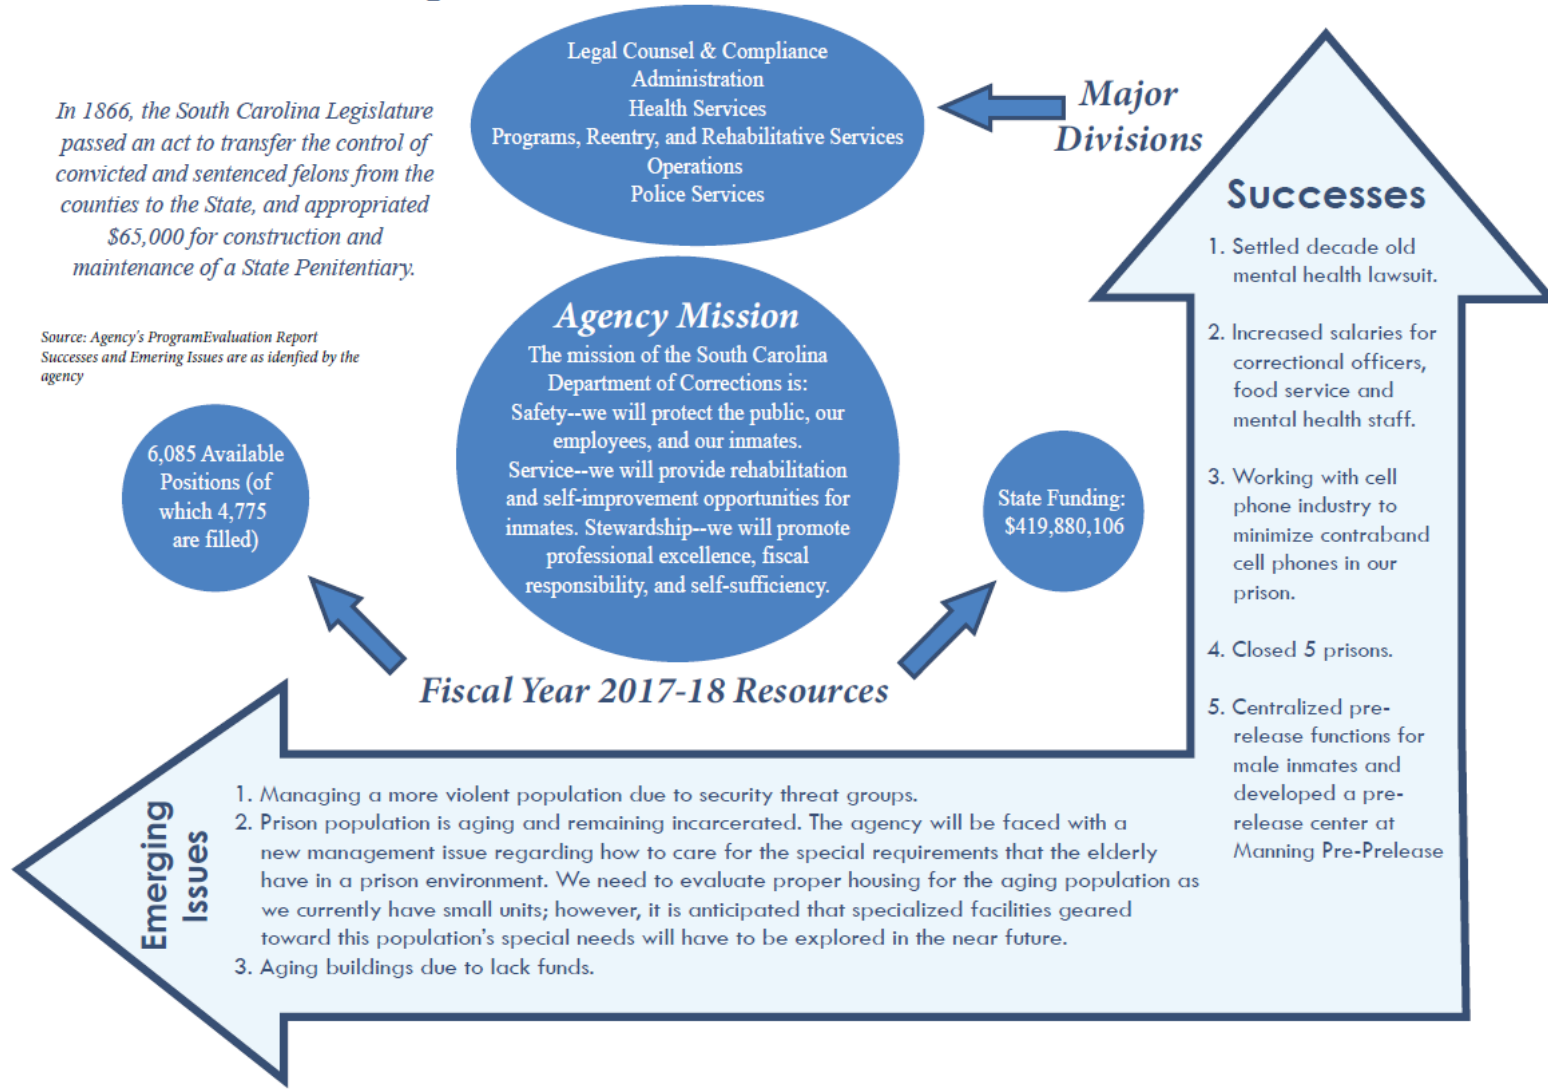 Legal Counsel & Compliance
Administration
Health Services
Programs, Reentry, and Rehabilitative Services
Operations
Police Services
Major
Divisions
In 1866, the South Carolina Legislature
passed an act to transfer the control of
convicted and sentenced felons from the
counties to the State, and appropriated
$65,000 for construction and
maintenance of a State Penitentiary.
Source: Agency's ProgramEvaluation Report
Successes and Emering Issues are as idenfied by the
agency
Agency Mission
The mission of the South Carolina
Department of Corrections is:
Safety--we will protect the public, our
employees, and our inmates.
Service--we will provide rehabilitation
and self-improvement opportunities for
inmates. Stewardship--we will promote
professional excellence, fiscal
responsibility, and self-sufficiency.
6,085 Available
Positions (of
which 4,775
are filled)
State Funding:
$419,880,106
Fiscal Year 2017-18 Resources
Successes
1. Settled decade old
mental health lawsuit.
2. Increased salaries for
correctional officers,
food service and
mental health staff.
3. Working with cell
phone industry to
minimize contraband
cell phones in our
prison.
4. Closed 5 prisons.
5. Centralized pre-
release functions for
male inmates and
developed a pre-
release center at
Manning Pre-Prelease
Emerging
Issues
1. Managing a more violent population due to security threat groups.
2. Prison population is aging and remaining incarcerated. The agency will be faced with a
new management issue regarding how to care for the special requirements that the elderly
have in a prison environment. We need to evaluate proper housing for the aging population as
we currently have small units; however, it is anticipated that specialized facilities geared
toward this population's special needs will have to be explored in the near future.
3. Aging buildings due to lack funds.